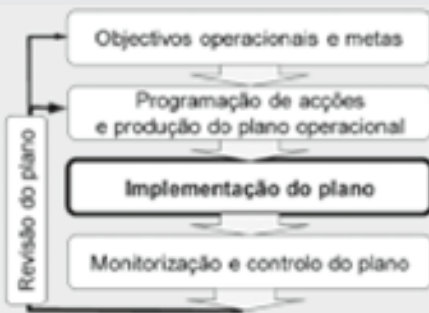 Objectivos operacionais e metas
Programação de acções
e produção do plano operacional
Implementação do plano
Monitorização e controlo do plano
Revisão do plano